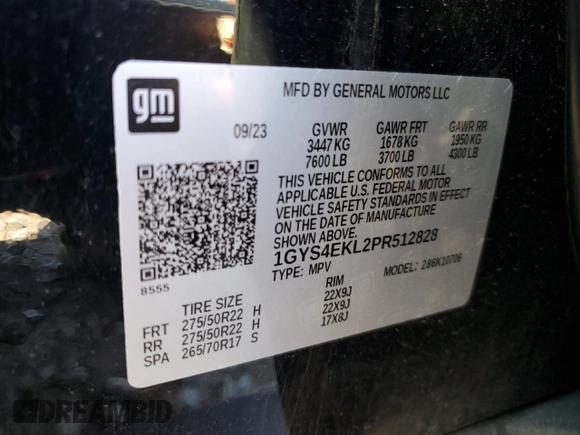 gm
MFD BY GENERAL MOTORS LLC
09/23 GVWR GAWR FRT GAWR RR
3447 KG 1678 KG 1950 KG
7600 LB 3700 LB 4300 LB
THIS VEHICLE CONFORMS TO ALL
APPLICABLE U.S. FEDERAL MOTOR
VEHICLE SAFETY STANDARDS IN EFFECT
ON THE DATE OF MANUFACTURE
SHOWN ABOVE.
1GYS4EKL2PR512828
TYPE: MPV MODEL: Z86K10706
8555
TIRE SIZE RIM
FRT 275/50R22 H 22X9J
RR 275/50R22 H 22X9J
SPA 265/70R17 S 17X8J
DREAMBID